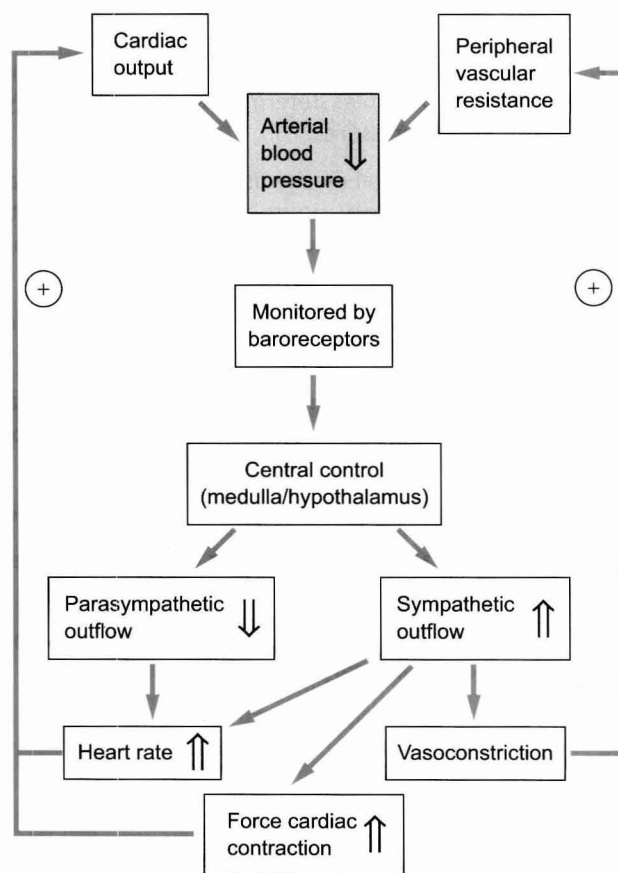 Cardiac
output
Peripheral
vascular
resistance
Arterial
blood
pressure ⇓
+
+
Monitored by
baroreceptors
Central control
(medulla/hypothalamus)
Parasympathetic
outflow ⇓
Sympathetic
outflow ⇑
Heart rate ⇑
Vasoconstriction
Force cardiac
contraction ⇑